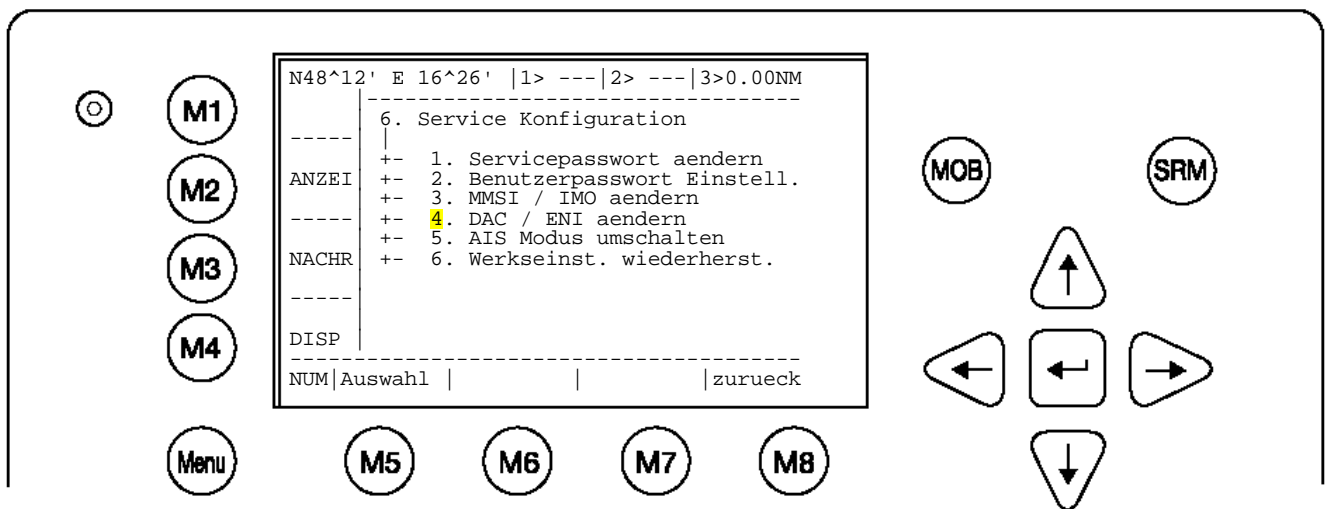 N48^12' E 16^26' |1> ---|2> ---|3>0.00NM
-----------------------------------
M1
6. Service Konfiguration
-----
+- 1. Servicepasswort aendern
MOB
SRM
M2
ANZEI
+- 2. Benutzerpasswort Einstell.
+- 3. MMSI / IMO aendern
-----
+- 4. DAC / ENI aendern
+- 5. AIS Modus umschalten
M3
NACHR
+- 6. Werkseinst. wiederherst.
-----
M4
DISP
-----------------------------------------
NUM|Auswahl | | |zurueck
Menu
M5
M6
M7
M8